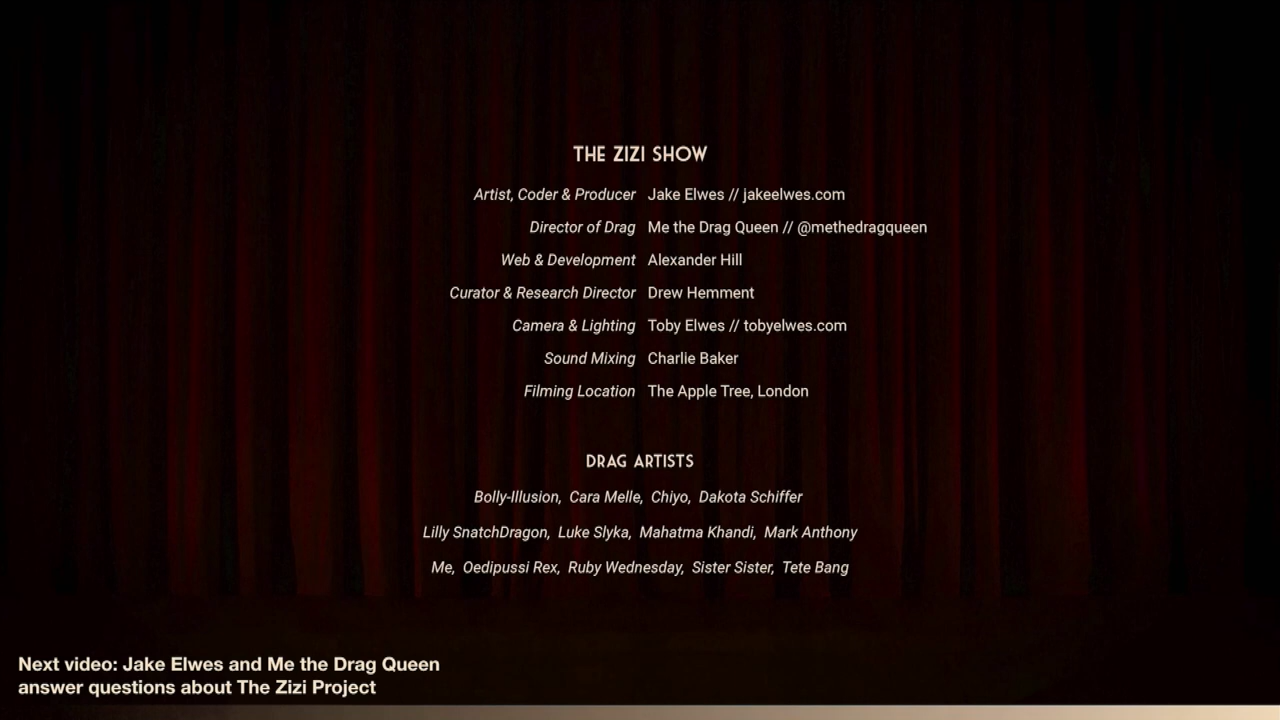 THE ZIZI SHOW
Artist, Coder & Producer Jake Elwes // jakeelwes.com
Director of Drag Me the Drag Queen // @methedragqueen
Web & Development Alexander Hill
Curator & Research Director Drew Hemment
Camera & Lighting Toby Elwes // tobyelwes.com
Sound Mixing Charlie Baker
Filming Location The Apple Tree, London
DRAG ARTISTS
Bolly-Illusion, Cara Melle, Chiyo, Dakota Schiffer
Lilly SnatchDragon, Luke Slyka, Mahatma Khandi, Mark Anthony
Me, Oedipussi Rex, Ruby Wednesday, Sister Sister, Tete Bang
Next video: Jake Elwes and Me the Drag Queen
answer questions about The Zizi Project